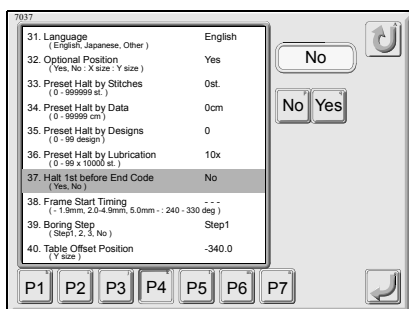 7037
31. Language English
( English, Japanese, Other )
32. Optional Position Yes
( Yes, No : X size : Y size )
33. Preset Halt by Stitches 0st.
( 0 - 999999 st. )
34. Preset Halt by Data 0cm
( 0 - 99999 cm )
35. Preset Halt by Designs 0
( 0 - 99 design )
36. Preset Halt by Lubrication 10x
( 0 - 99 x 10000 st. )
37. Halt 1st before End Code No
( Yes, No )
38. Frame Start Timing - - -
( - 1.9mm, 2.0-4.9mm, 5.0mm - : 240 - 330 deg )
39. Boring Step Step1
( Step1, 2, 3, No )
40. Table Offset Position -340.0
( Y size )
No
No Yes
P1 P2 P3 P4 P5 P6 P7